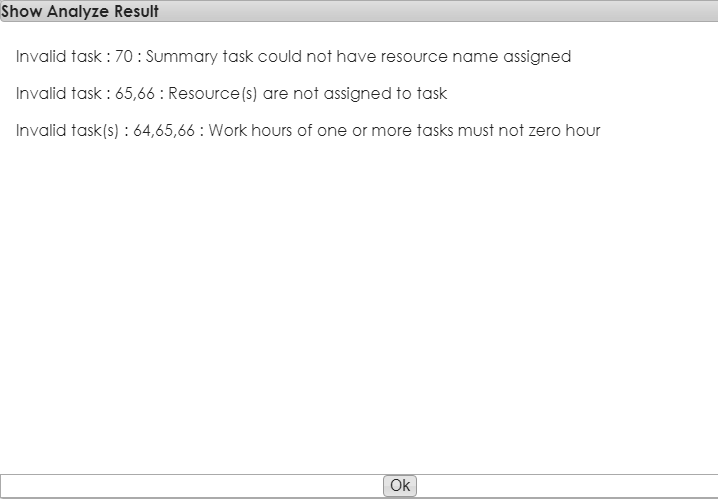 Show Analyze Result
Invalid task : 70 : Summary task could not have resource name assigned
Invalid task : 65,66 : Resource(s) are not assigned to task
Invalid task(s) : 64,65,66 : Work hours of one or more tasks must not zero hour
Ok